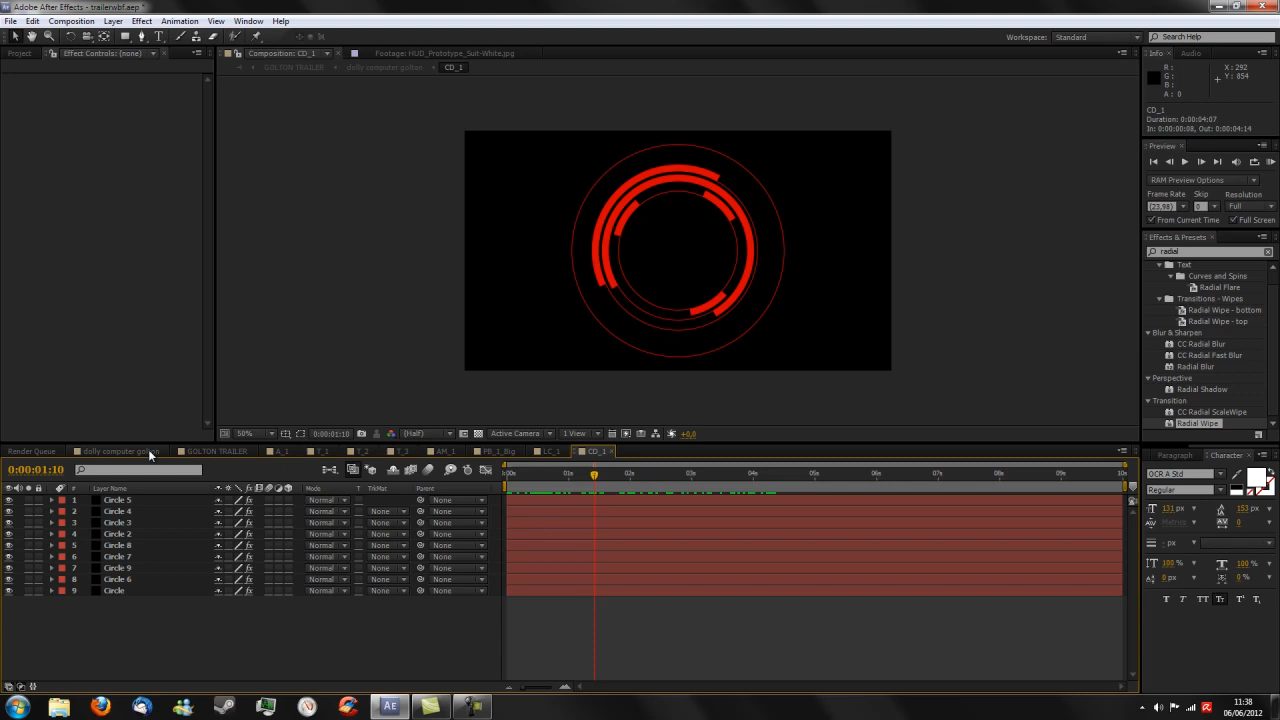 Adobe After Effects - trailerwbf.aep *
File Edit Composition Layer Effect Animation View Window Help
Workspace: Standard Search Help
Project Effect Controls: (none) Composition: CD_1 Footage: HUD_Prototype_Suit-White.jpg Info Audio
GOLTON TRAILER dolly computer golton CD_1
R: X: 292
G: Y: 854
B:
A: 0
CD_1
Duration: 0:00:04:07
In: 0:00:00:08, Out: 0:00:04:14
Preview
RAM Preview Options
Frame Rate Skip Resolution
(23,98) 0 Full
From Current Time Full Screen
Effects & Presets
radial
Text
Curves and Spins
Radial Flare
Transitions - Wipes
Radial Wipe - bottom
Radial Wipe - top
Blur & Sharpen
CC Radial Blur
CC Radial Fast Blur
Radial Blur
Perspective
Radial Shadow
Transition
CC Radial ScaleWipe
Radial Wipe
50% 0:00:01:10 (Half) Active Camera 1 View +0,0
Render Queue dolly computer golton GOLTON TRAILER A_1 T_1 T_2 T_3 AM_1 PB_1_Big LC_1 CD_1
Paragraph Character
0:00:01:10
01s 02s 03s 04s 05s 06s 07s 08s 09s 10s
# Layer Name Mode T TrkMat Parent
1 Circle 5 Normal None
2 Circle 4 Normal None None
3 Circle 3 Normal None None
4 Circle 2 Normal None None
5 Circle 8 Normal None None
6 Circle 7 Normal None None
7 Circle 9 Normal None None
8 Circle 6 Normal None None
9 Circle Normal None None
OCR A Std
Regular
131 px 153 px
Metrics 0
- px
100 % 100 %
0 px 0 %
T T TT Tt T¹ T₁
11:38
06/06/2012